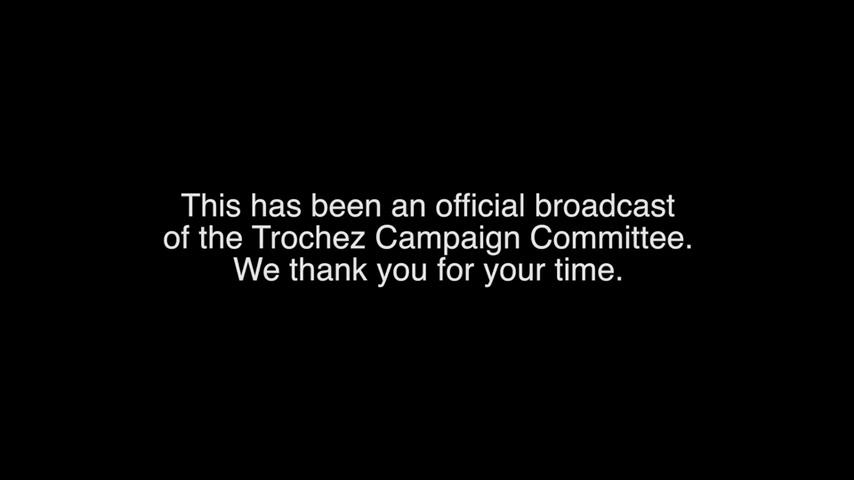 This has been an official broadcast
of the Trochez Campaign Committee.
We thank you for your time.